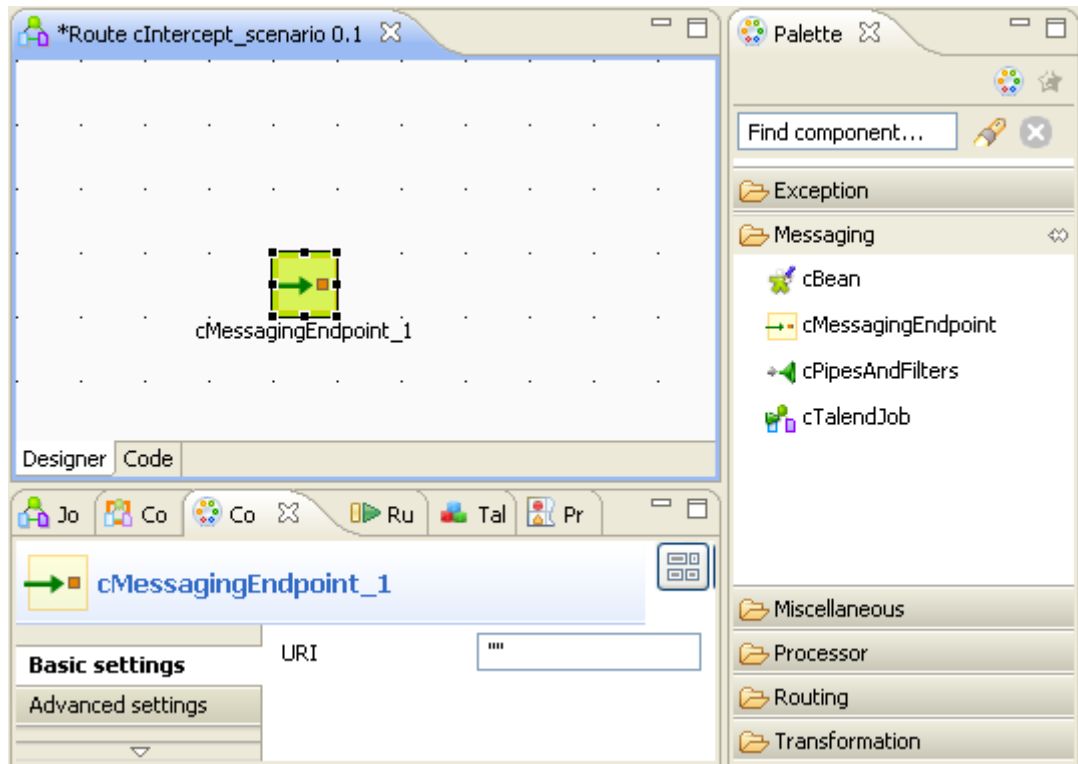 *Route cIntercept_scenario 0.1
cMessagingEndpoint_1
Designer Code
Jo Co Co Ru Tal Pr
cMessagingEndpoint_1
Basic settings
Advanced settings
URI ""
Palette
Find component...
Exception
Messaging
cBean
cMessagingEndpoint
cPipesAndFilters
cTalendJob
Miscellaneous
Processor
Routing
Transformation